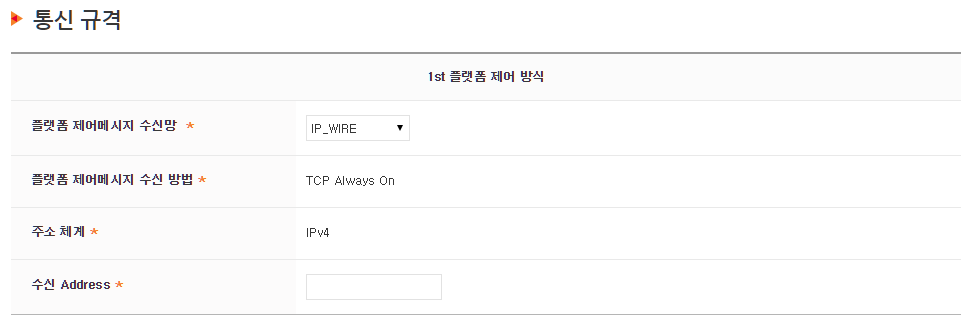 통신 규격
1st 플랫폼 제어 방식
플랫폼 제어메시지 수신망 *
IP_WIRE
플랫폼 제어메시지 수신 방법 *
TCP Always On
주소 체계 *
IPv4
수신 Address *